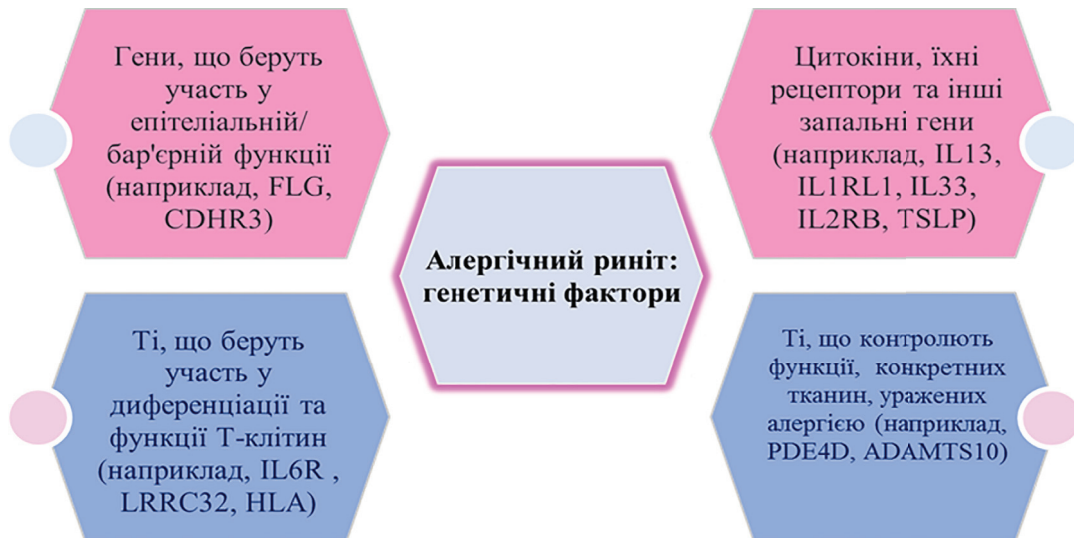 Гени, що беруть
участь у
епітеліальній/
бар'єрній функції
(наприклад, FLG,
CDHR3)
Цитокіни, їхні
рецептори та інші
запальні гени
(наприклад, IL13,
IL1RL1, IL33,
IL2RB, TSLP)
Алергічний риніт:
генетичні фактори
Ті, що беруть
участь у
диференціації та
функції Т-клітин
(наприклад, IL6R ,
LRRC32, HLA)
Ті, що контролють
функції, конкретних
тканин, уражених
алергією (наприклад,
PDE4D, ADAMTS10)